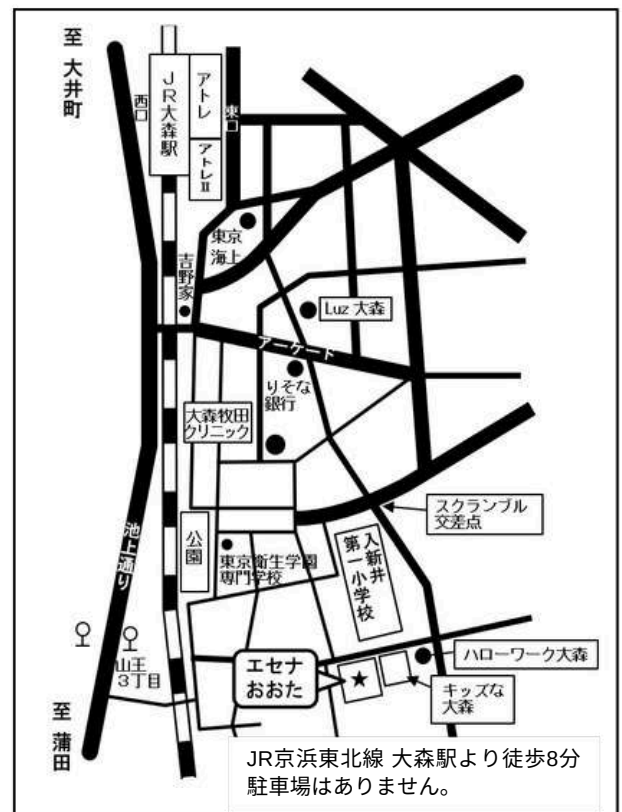 至 大井町
西口
JR大森駅
アトレ
アトレⅡ
東口
東京
海上
吉野家
Luz 大森
アーケード
りそな
銀行
大森牧田
クリニック
スクランブル
交差点
公園
東京衛生学園
専門学校
入新井
第一小学校
池上通り
山王
3丁目
エセナ
おおた
★
ハローワーク大森
キッズな
大森
至 蒲田
JR京浜東北線 大森駅より徒歩8分
駐車場はありません。